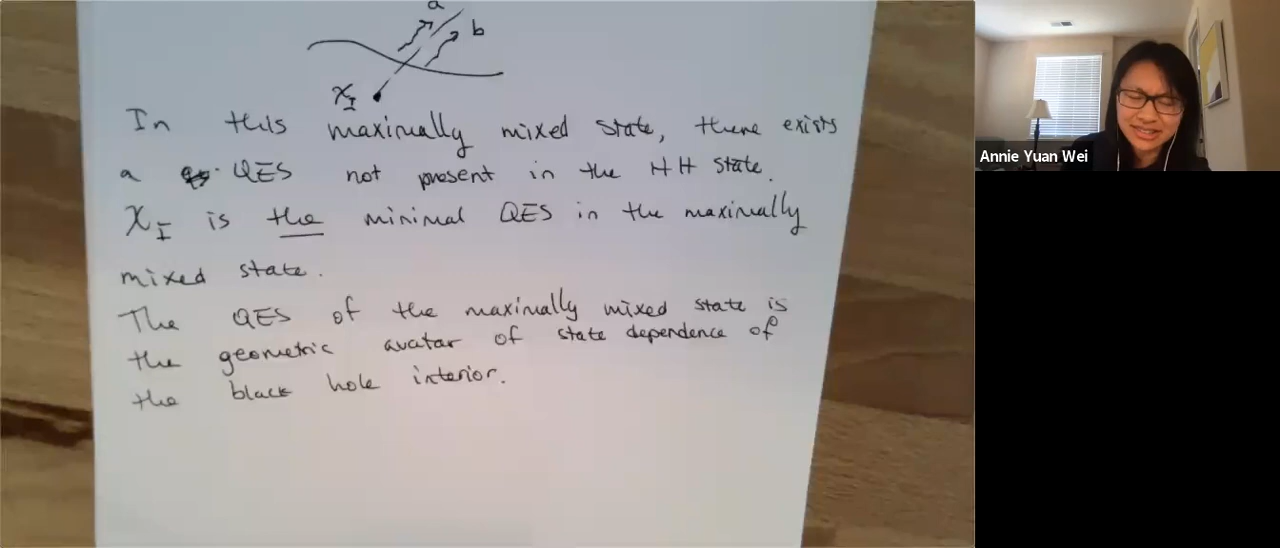 a
b
χ_I
In this maximally mixed state, there exists
a QES not present in the HH state.
χ_I is the minimal QES in the maximally
mixed state.
The QES of the maximally mixed state is
the geometric avatar of state dependence of
the black hole interior.
Annie Yuan Wei